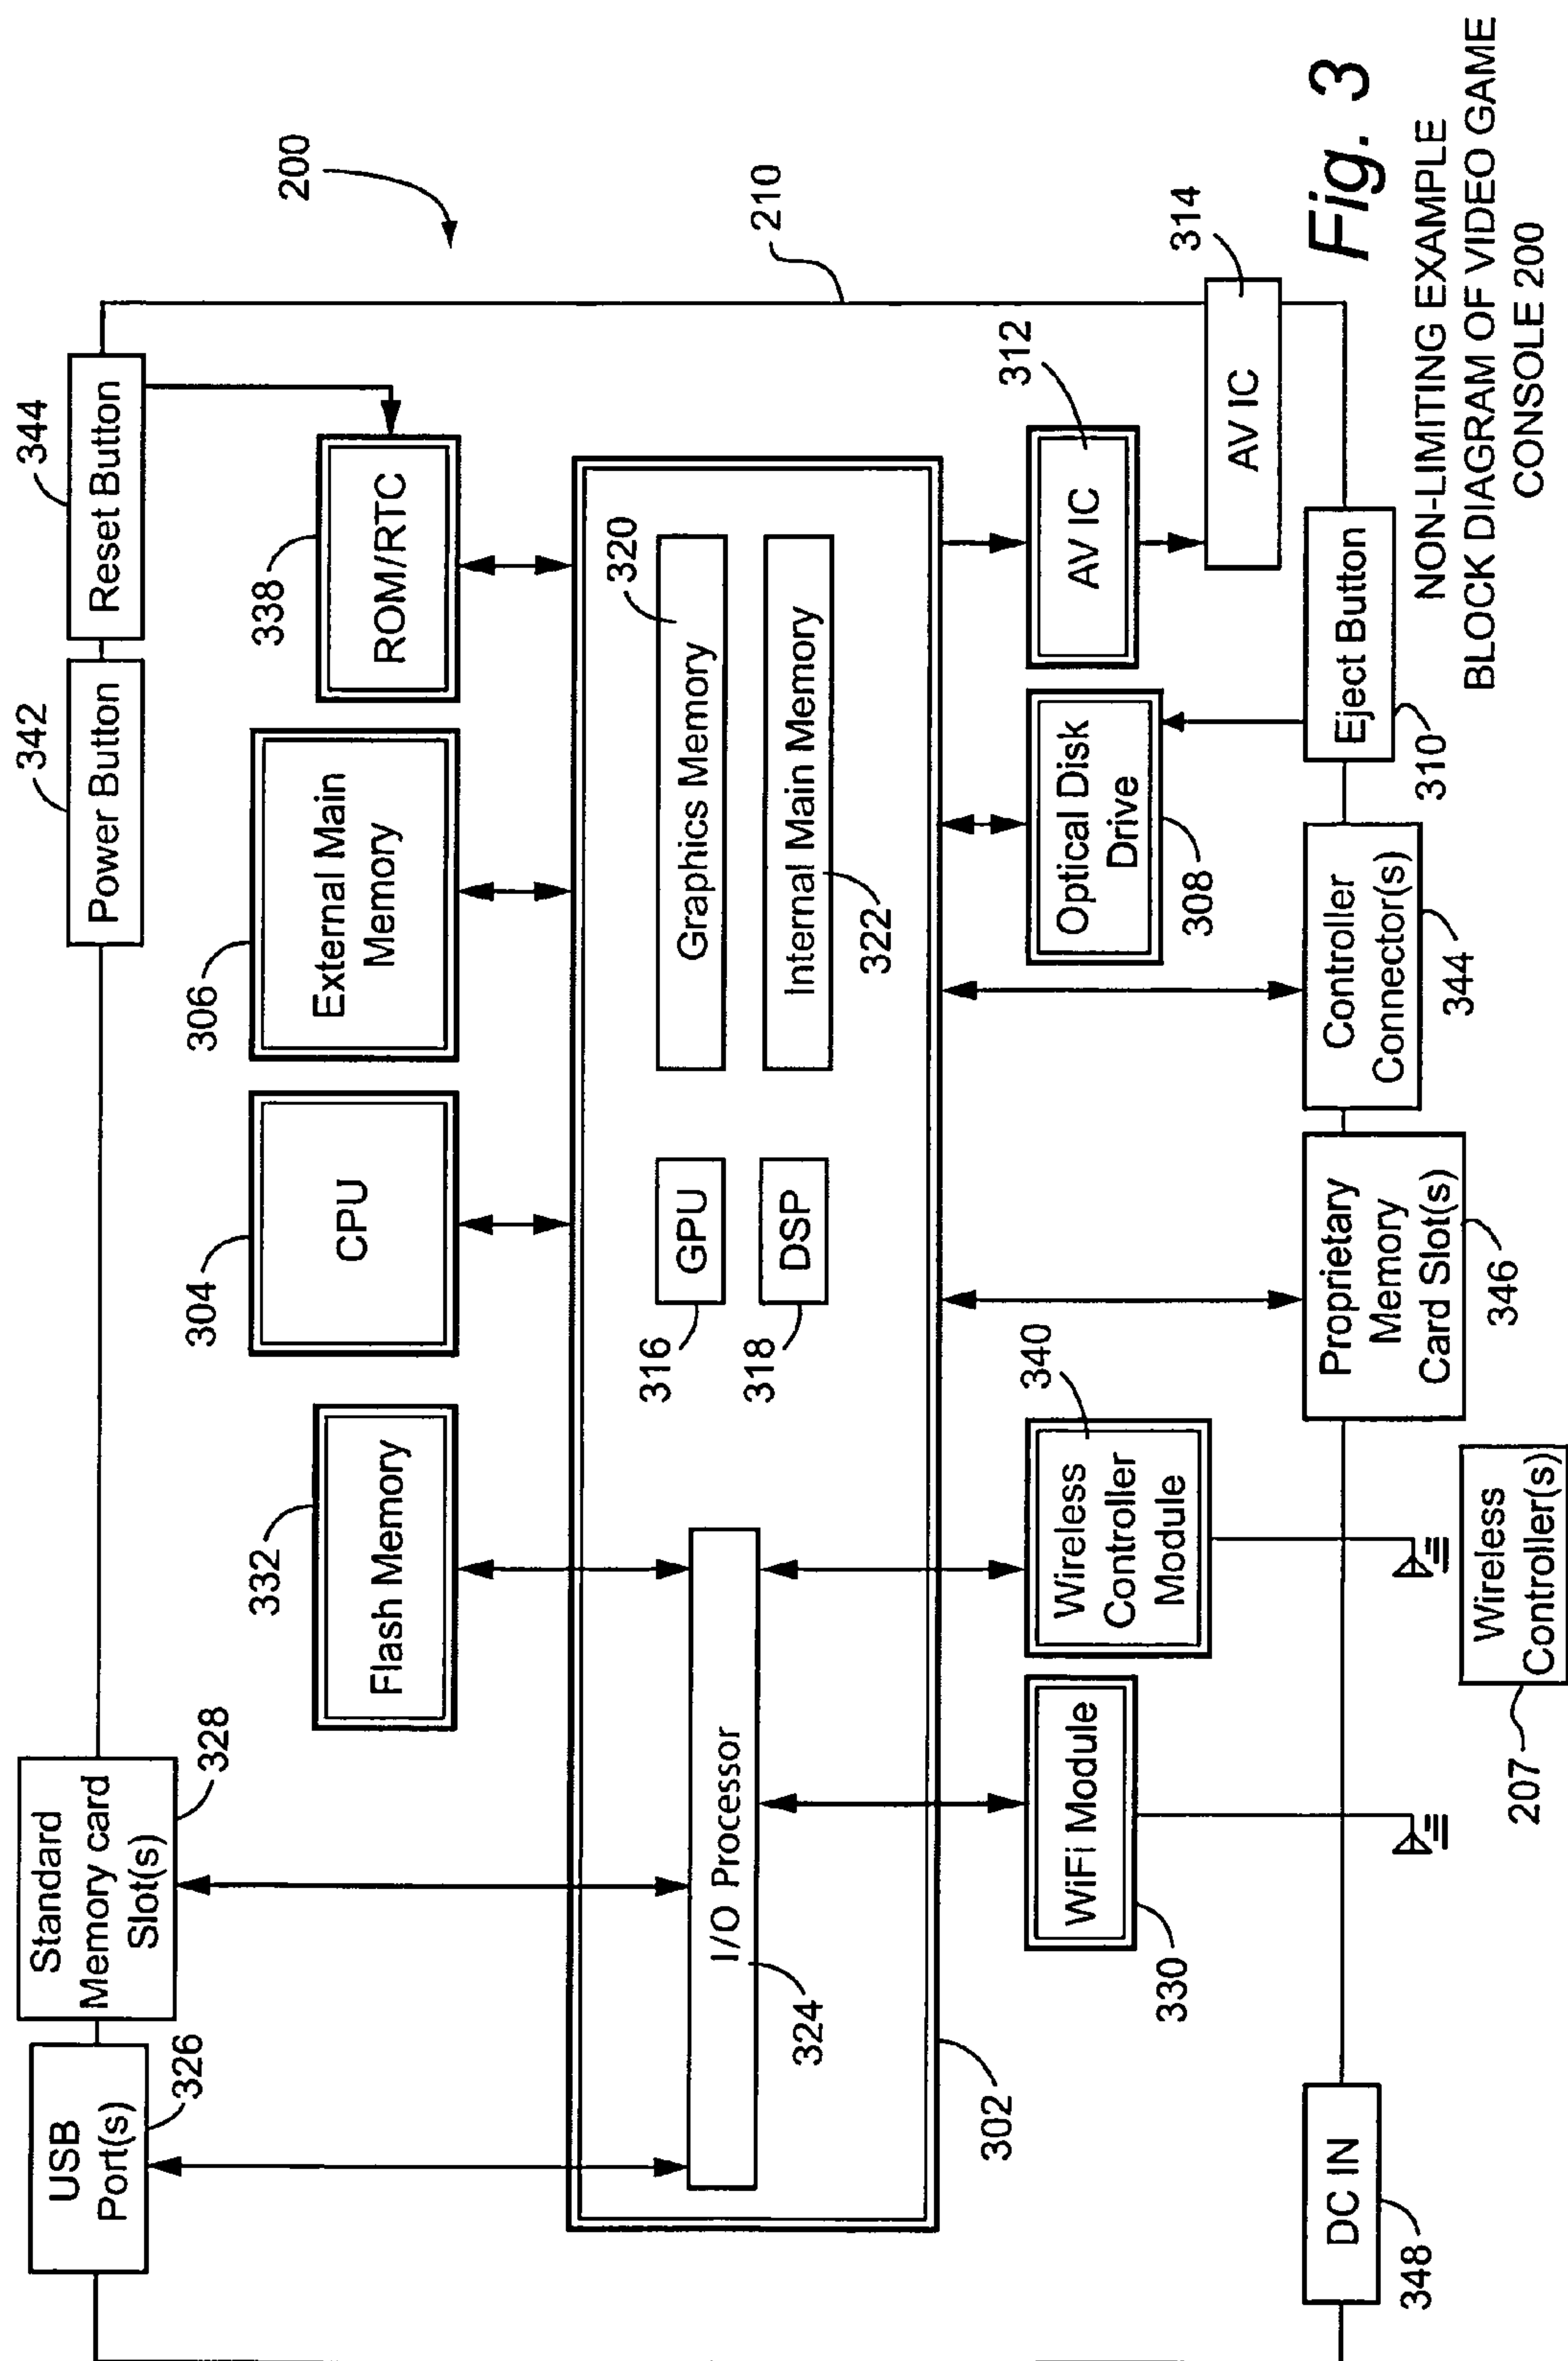 USB
Port(s)
326
Standard
Memory card
Slot(s)
328
342
Power Button
344
Reset Button
200
332
Flash Memory
304
CPU
306
External Main
Memory
338
ROM/RTC
210
I/O Processor
324
302
316
GPU
318
DSP
320
Graphics Memory
Internal Main Memory
322
330
WiFi Module
340
Wireless
Controller
Module
Optical Disk
Drive
308
312
AV IC
314
AV IC
DC IN
348
207
Wireless
Controller(s)
Proprietary
Memory
Card Slot(s)
346
Controller
Connector(s)
344
Eject Button
310
Fig. 3
NON-LIMITING EXAMPLE
BLOCK DIAGRAM OF VIDEO GAME
CONSOLE 200